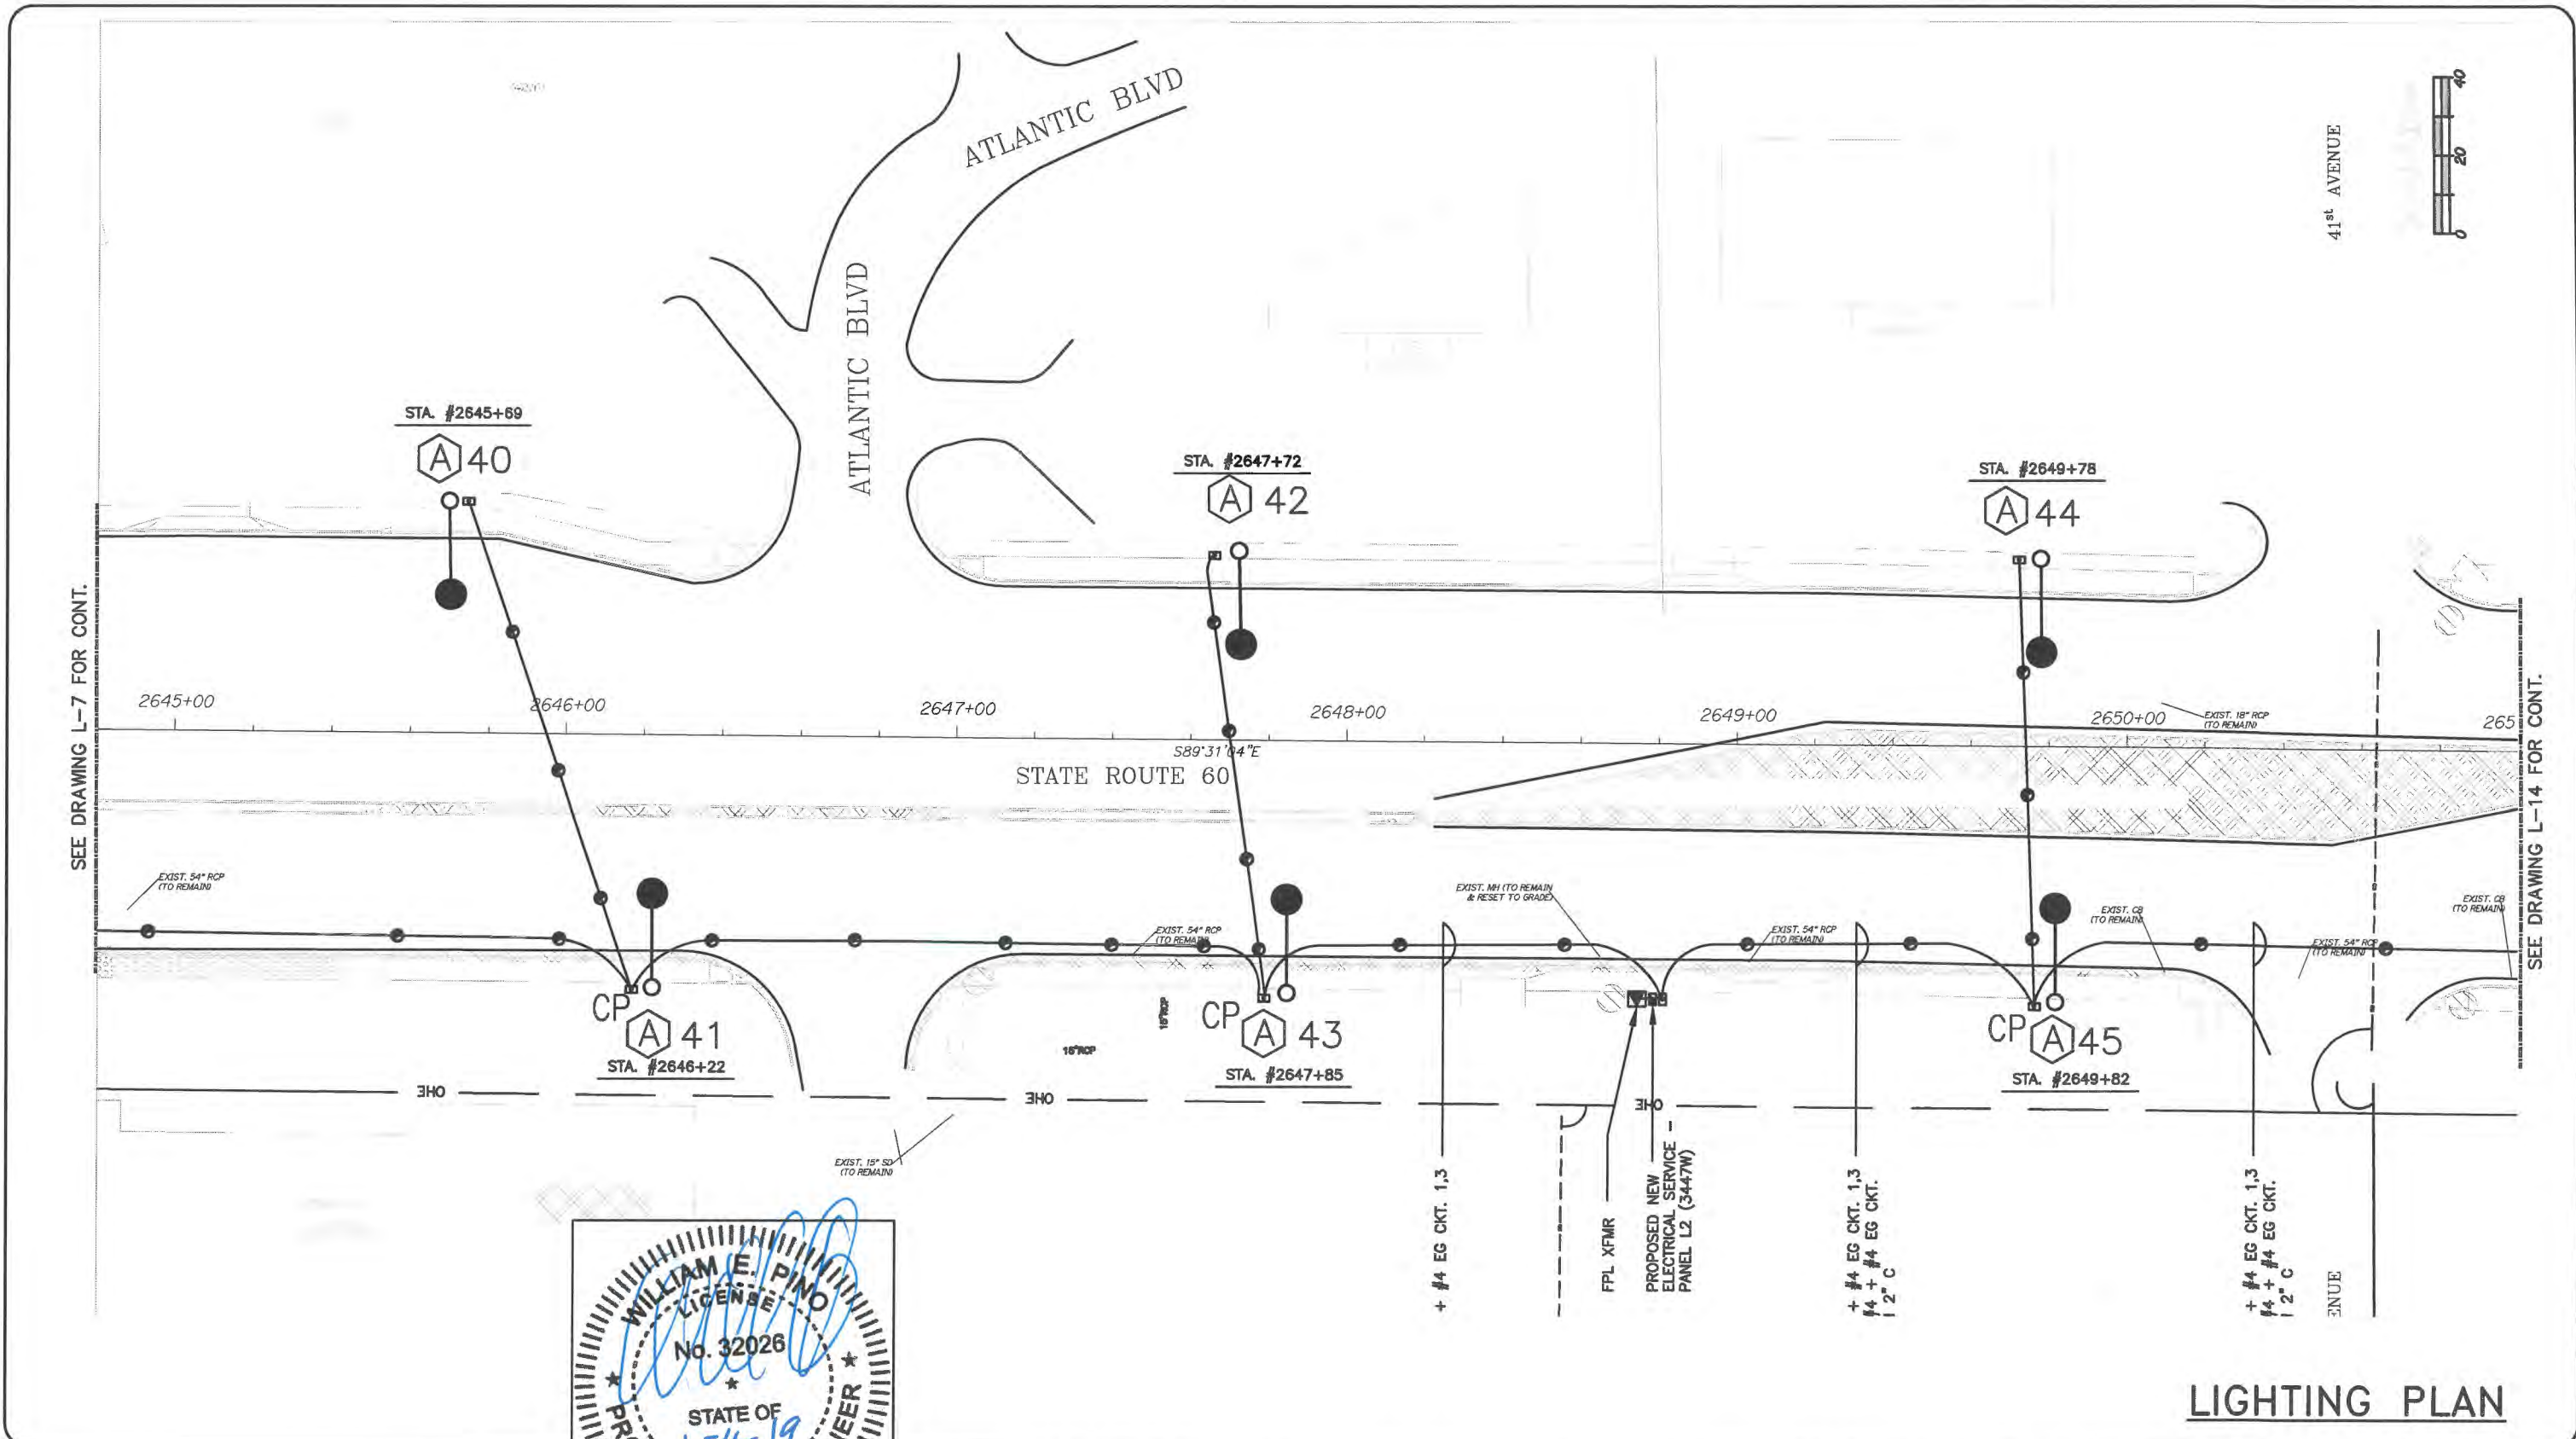 ATLANTIC BLVD
ATLANTIC BLVD
41st AVENUE
0 20 40
STA. #2645+69
A 40
STA. #2647+72
A 42
STA. #2649+78
A 44
SEE DRAWING L-7 FOR CONT.
SEE DRAWING L-14 FOR CONT.
2645+00
2646+00
2647+00
2648+00
2649+00
2650+00
265
EXIST. 18" RCP
(TO REMAIN)
S89°31'04"E
STATE ROUTE 60
EXIST. 54" RCP
(TO REMAIN)
EXIST. MH (TO REMAIN
& RESET TO GRADE)
EXIST. 54" RCP
(TO REMAIN)
EXIST. 54" RCP
(TO REMAIN)
EXIST. CB
(TO REMAIN)
EXIST. CB
(TO REMAIN)
EXIST. 54" RCP
(TO REMAIN)
CP
A 41
STA. #2646+22
CP
A 43
STA. #2647+85
CP
A 45
STA. #2649+82
18"RCP
OHE
OHE
OHE
EXIST. 15" SD
(TO REMAIN)
+ #4 EG CKT. 1,3
FPL XFMR
PROPOSED NEW
ELECTRICAL SERVICE -
PANEL L2 (3447W)
+ #4 EG CKT. 1,3
#4 + #4 EG CKT.
2" C
+ #4 EG CKT. 1,3
#4 + #4 EG CKT.
2" C
ENUE
WILLIAM E. PINO
LICENSE
No. 32026
STATE OF
LIGHTING PLAN